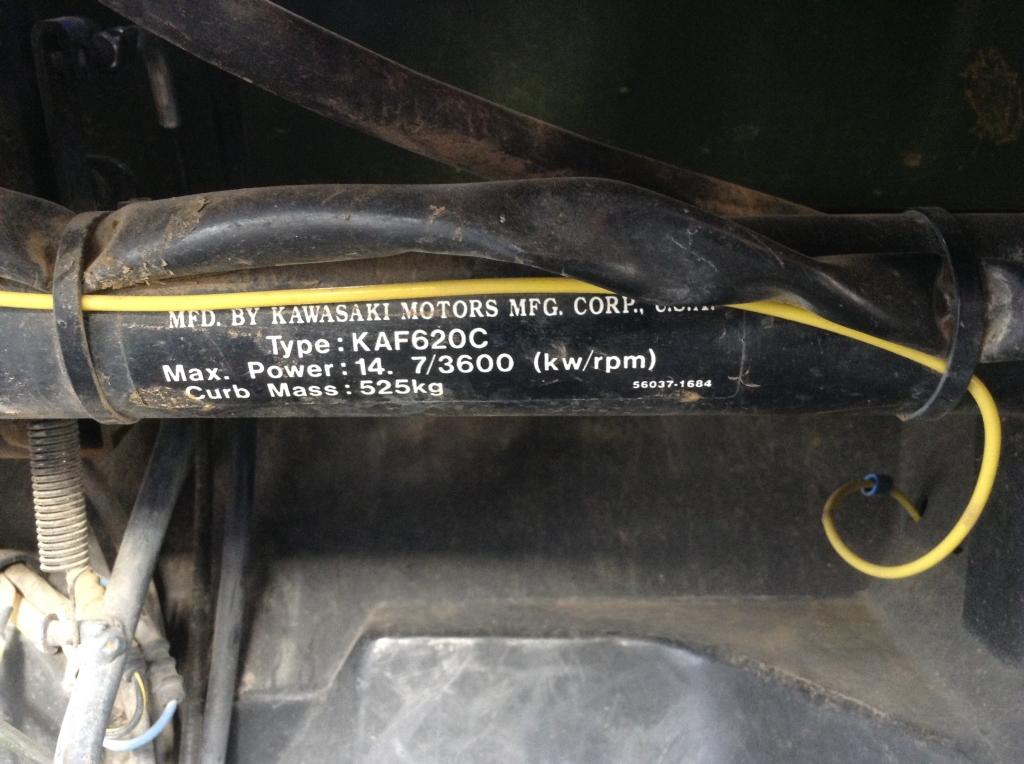 MFD. BY KAWASAKI MOTORS MFG. CORP., U.S.A.
Type: KAF620C
Max. Power: 14. 7/3600 (kw/rpm)
Curb Mass: 525kg
56037-1684